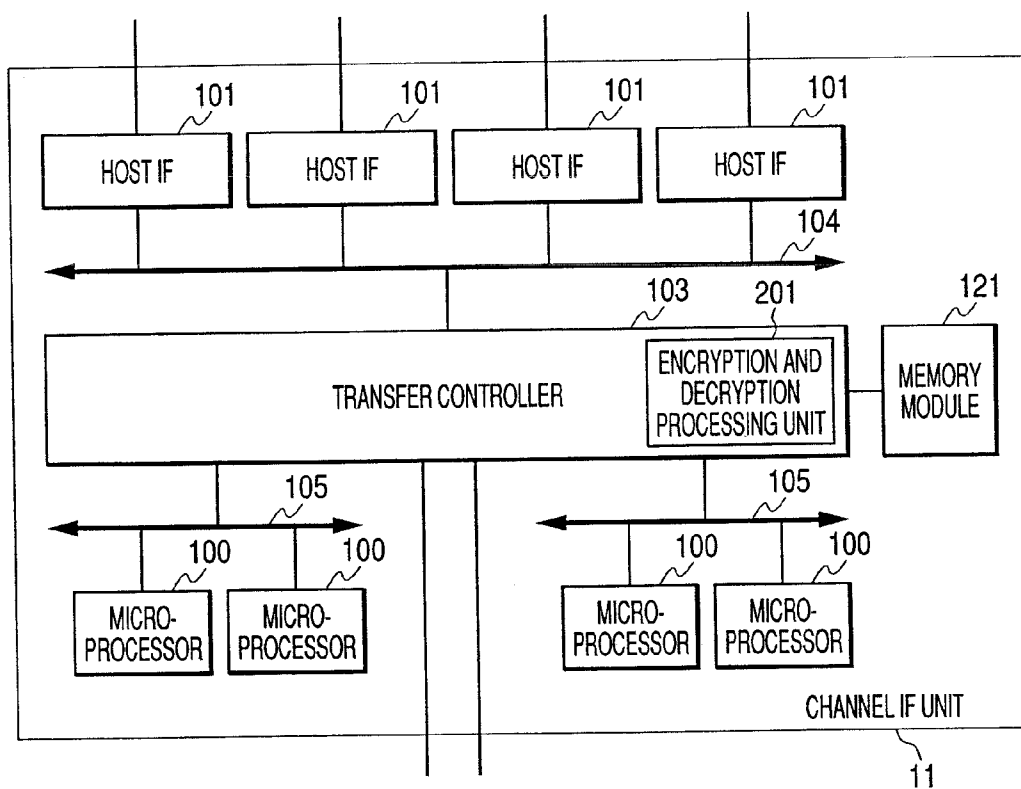 101
101
101
101
HOST IF
HOST IF
HOST IF
HOST IF
104
103
201
121
TRANSFER CONTROLLER
ENCRYPTION AND
DECRYPTION
PROCESSING UNIT
MEMORY
MODULE
105
105
100
100
100
100
MICRO-
PROCESSOR
MICRO-
PROCESSOR
MICRO-
PROCESSOR
MICRO-
PROCESSOR
CHANNEL IF UNIT
11